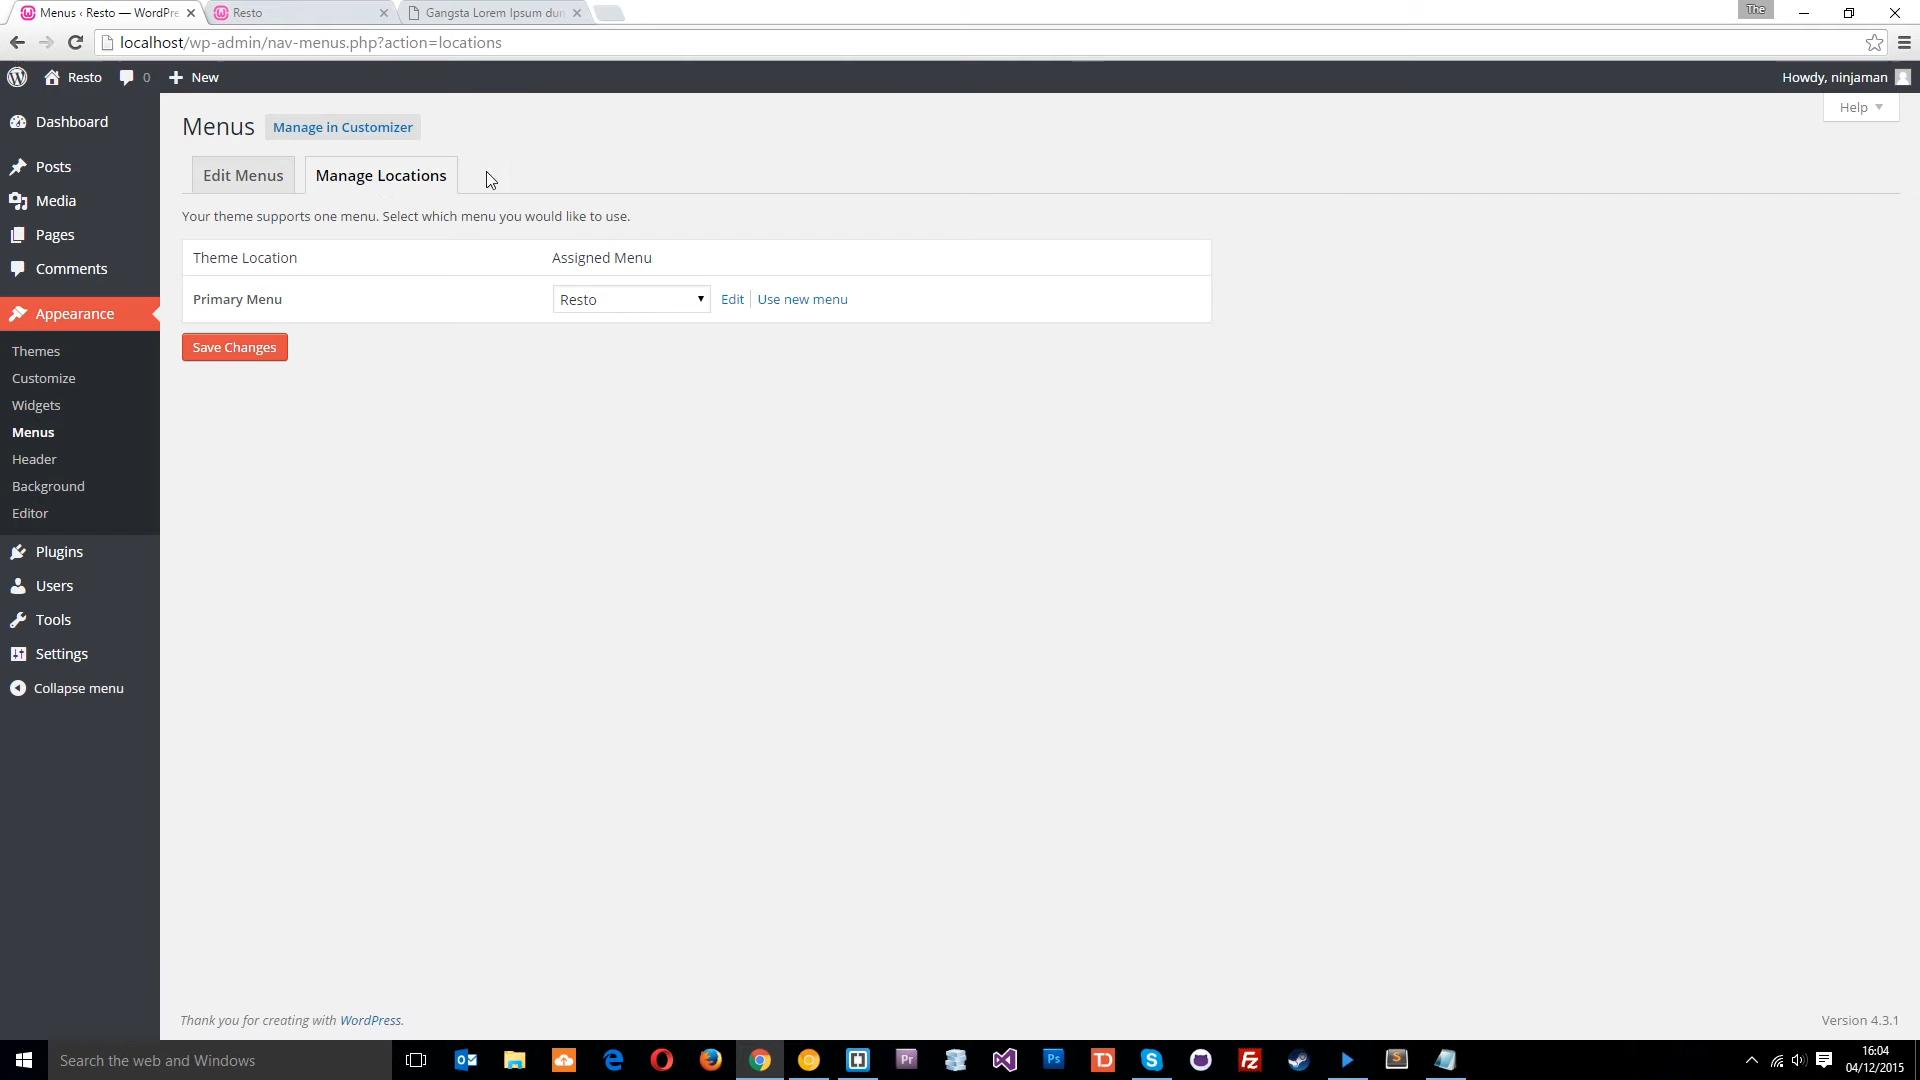 Menus ‹ Resto — WordPre
Resto
Gangsta Lorem Ipsum dun
The
localhost/wp-admin/nav-menus.php?action=locations
Resto
0
New
Howdy, ninjaman
Help
Dashboard
Posts
Media
Pages
Comments
Appearance
Themes
Customize
Widgets
Menus
Header
Background
Editor
Plugins
Users
Tools
Settings
Collapse menu
Menus
Manage in Customizer
Edit Menus
Manage Locations
Your theme supports one menu. Select which menu you would like to use.
Theme Location
Assigned Menu
Primary Menu
Resto
Edit
Use new menu
Save Changes
Thank you for creating with WordPress.
Version 4.3.1
Search the web and Windows
Pr
Ps
TD
S
Fz
S
16:04
04/12/2015